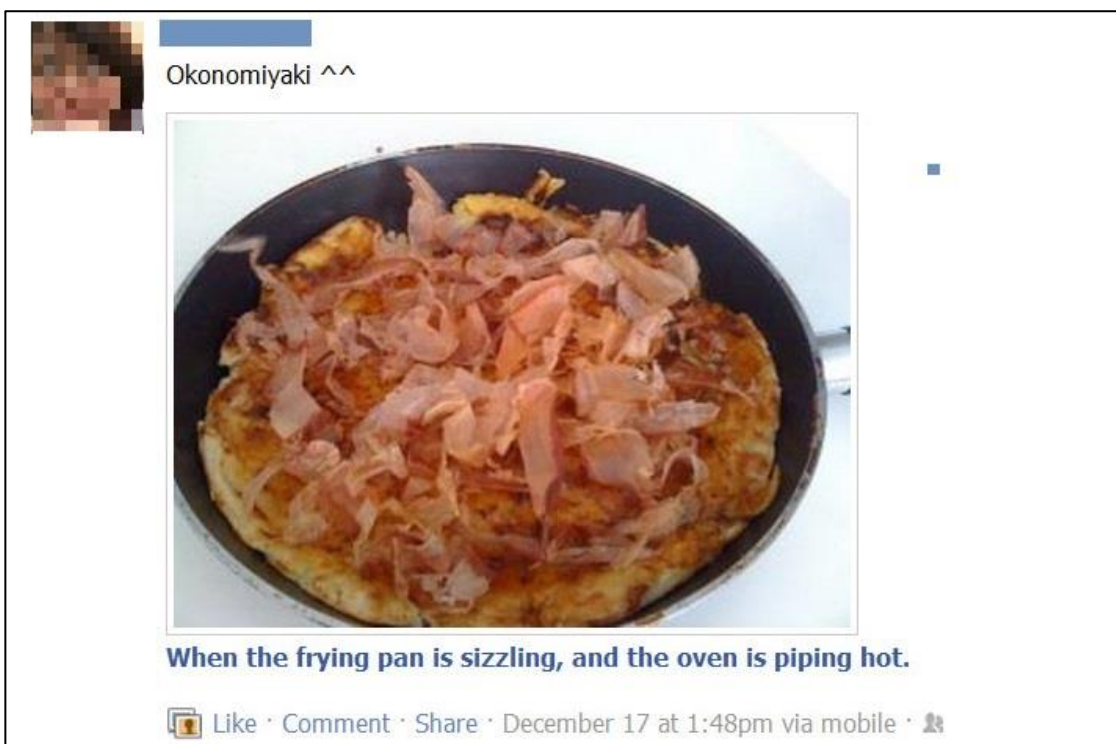 Okonomiyaki ^^
When the frying pan is sizzling, and the oven is piping hot.
Like · Comment · Share · December 17 at 1:48pm via mobile ·